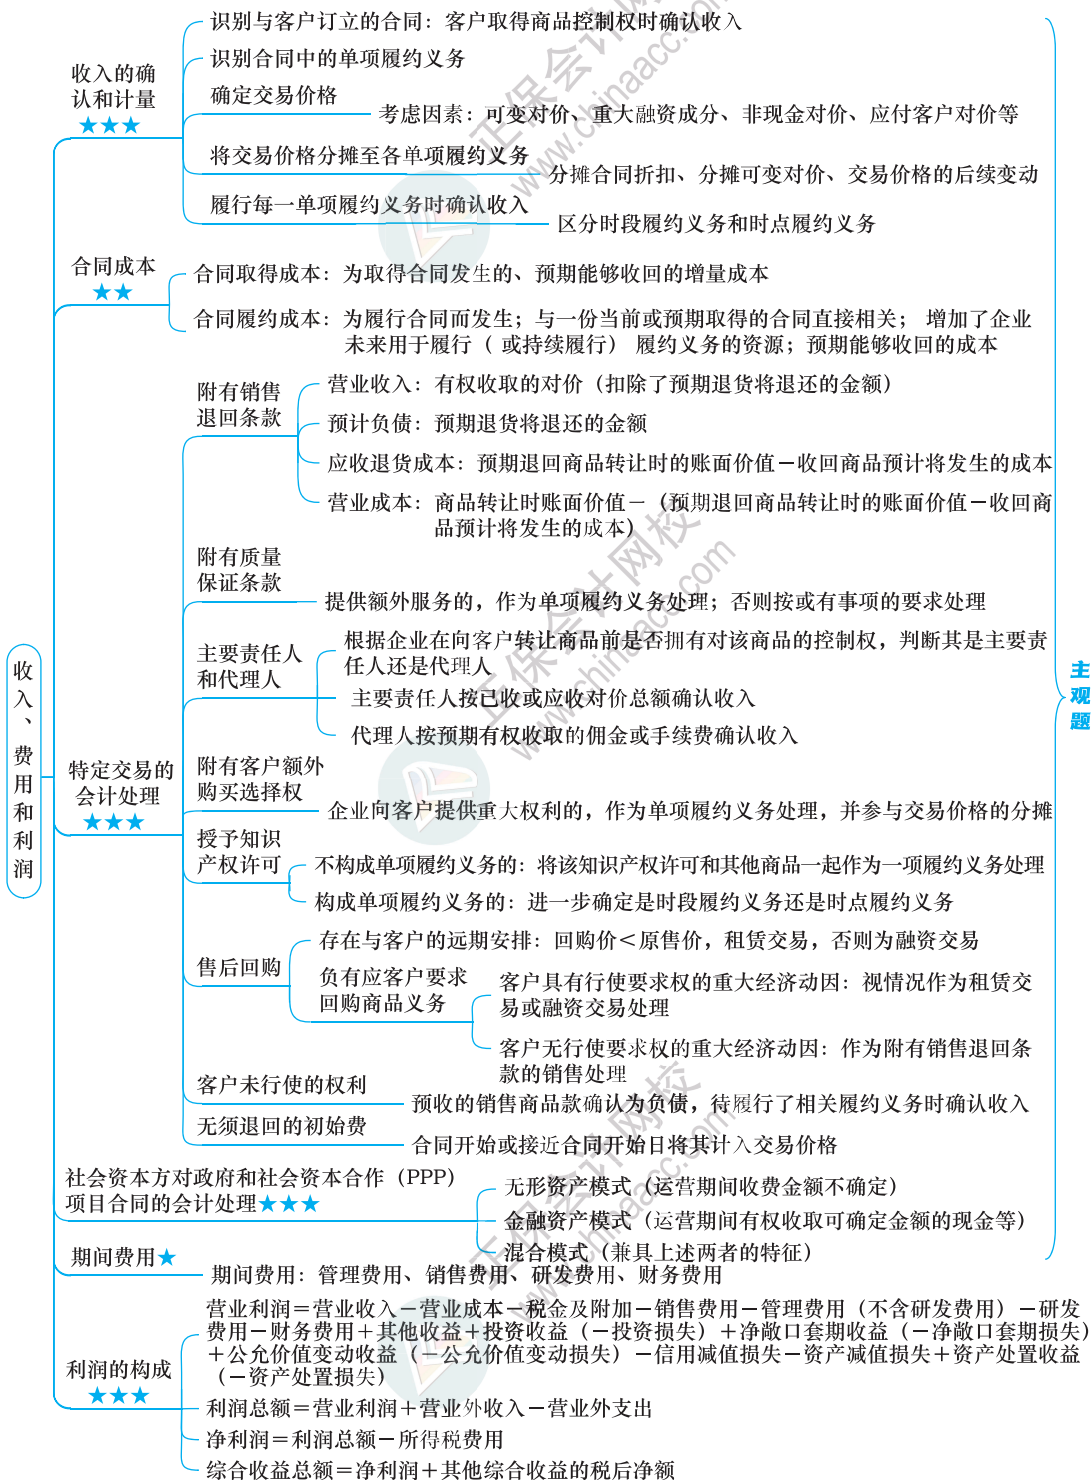 识别与客户订立的合同：客户取得商品控制权时确认收入
识别合同中的单项履约义务
收入的确
认和计量
★★★
确定交易价格
考虑因素：可变对价、重大融资成分、非现金对价、应付客户对价等
将交易价格分摊至各单项履约义务
分摊合同折扣、分摊可变对价、交易价格的后续变动
履行每一单项履约义务时确认收入
区分时段履约义务和时点履约义务
合同成本
★★
合同取得成本：为取得合同发生的、预期能够收回的增量成本
合同履约成本：为履行合同而发生；与一份当前或预期取得的合同直接相关；增加了企业
未来用于履行（或持续履行）履约义务的资源；预期能够收回的成本
附有销售
退回条款
营业收入：有权收取的对价（扣除了预期退货将退还的金额）
预计负债：预期退货将退还的金额
应收退货成本：预期退回商品转让时的账面价值－收回商品预计将发生的成本
营业成本：商品转让时账面价值－（预期退回商品转让时的账面价值－收回商
品预计将发生的成本）
附有质量
保证条款
提供额外服务的，作为单项履约义务处理；否则按或有事项的要求处理
主要责任人
和代理人
根据企业在向客户转让商品前是否拥有对该商品的控制权，判断其是主要责
任人还是代理人
主要责任人按已收或应收对价总额确认收入
代理人按预期有权收取的佣金或手续费确认收入
收入、费用和利润
特定交易的
会计处理
★★★
附有客户额外
购买选择权
企业向客户提供重大权利的，作为单项履约义务处理，并参与交易价格的分摊
授予知识
产权许可
不构成单项履约义务的：将该知识产权许可和其他商品一起作为一项履约义务处理
构成单项履约义务的：进一步确定是时段履约义务还是时点履约义务
售后回购
存在与客户的远期安排：回购价＜原售价，租赁交易，否则为融资交易
负有应客户要求
回购商品义务
客户具有行使要求权的重大经济动因：视情况作为租赁交
易或融资交易处理
客户无行使要求权的重大经济动因：作为附有销售退回条
款的销售处理
客户未行使的权利
预收的销售商品款确认为负债，待履行了相关履约义务时确认收入
无须退回的初始费
合同开始或接近合同开始日将其计入交易价格
社会资本方对政府和社会资本合作（PPP）
项目合同的会计处理★★★
无形资产模式（运营期间收费金额不确定）
金融资产模式（运营期间有权收取可确定金额的现金等）
混合模式（兼具上述两者的特征）
期间费用★
期间费用：管理费用、销售费用、研发费用、财务费用
利润的构成
★★★
营业利润＝营业收入－营业成本－税金及附加－销售费用－管理费用（不含研发费用）－研发
费用－财务费用＋其他收益＋投资收益（－投资损失）＋净敞口套期收益（－净敞口套期损失）
＋公允价值变动收益（－公允价值变动损失）－信用减值损失－资产减值损失＋资产处置收益
（－资产处置损失）
利润总额＝营业利润＋营业外收入－营业外支出
净利润＝利润总额－所得税费用
综合收益总额＝净利润＋其他综合收益的税后净额
主观题
正保会计网校
www.chinaacc.com
正保会计网校
www.chinaacc.com
正保会计网校
www.chinaacc.com